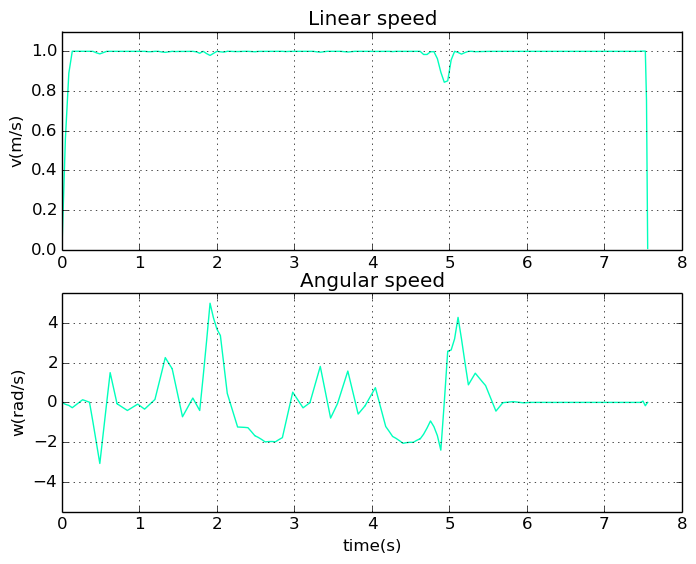 Linear speed
1.0
0.8
0.6
0.4
0.2
0.0
v(m/s)
0 1 2 3 4 5 6 7 8
Angular speed
4
2
0
−2
−4
w(rad/s)
0 1 2 3 4 5 6 7 8
time(s)